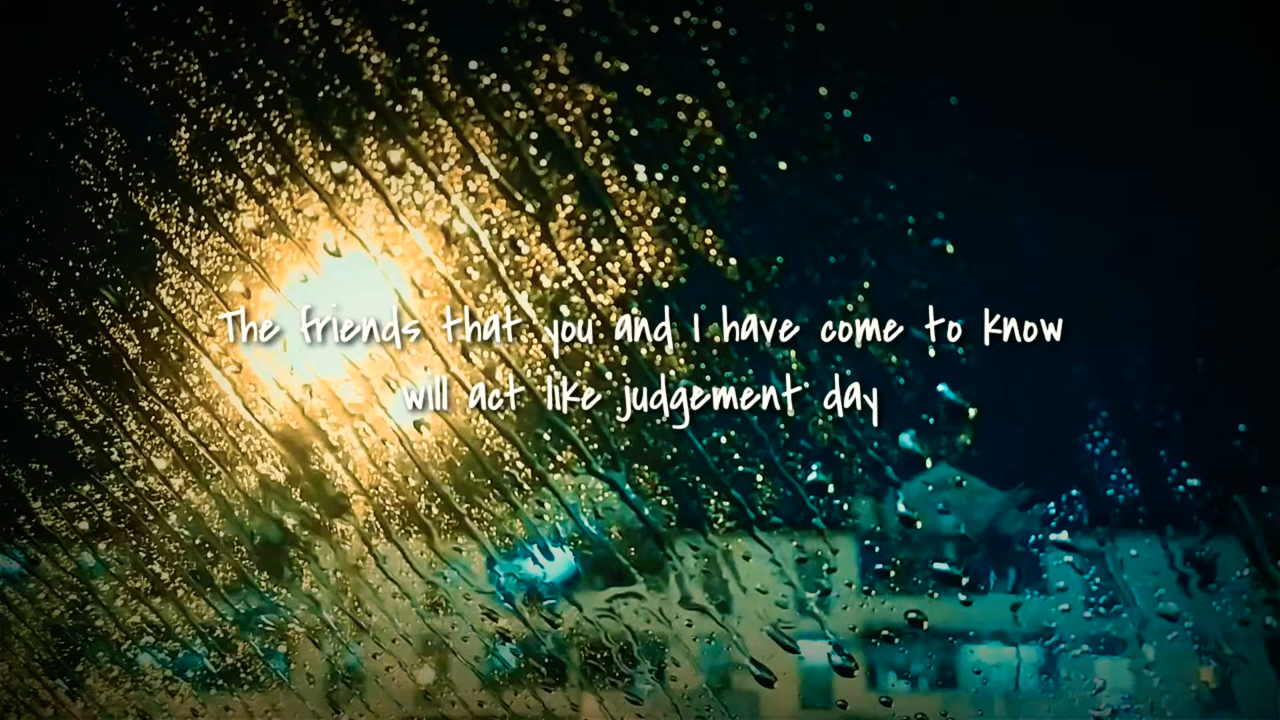 The friends that you and I have come to know
will act like judgement day